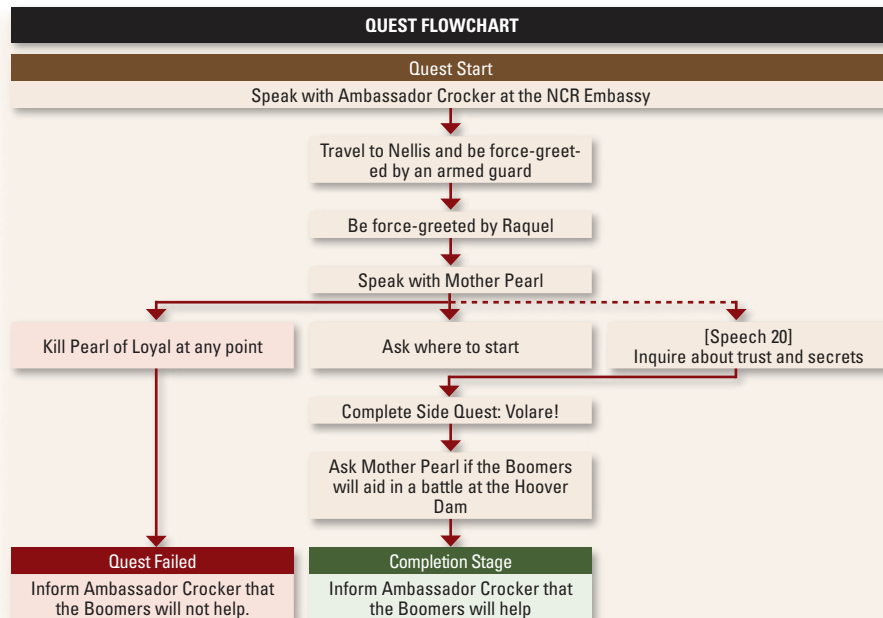 QUEST FLOWCHART
Quest Start
Speak with Ambassador Crocker at the NCR Embassy
Travel to Nellis and be force-greet-
ed by an armed guard
Be force-greeted by Raquel
Speak with Mother Pearl
Kill Pearl of Loyal at any point
Ask where to start
[Speech 20]
Inquire about trust and secrets
Complete Side Quest: Volare!
Ask Mother Pearl if the Boomers
will aid in a battle at the Hoover
Dam
Quest Failed
Inform Ambassador Crocker that
the Boomers will not help.
Completion Stage
Inform Ambassador Crocker that
the Boomers will help